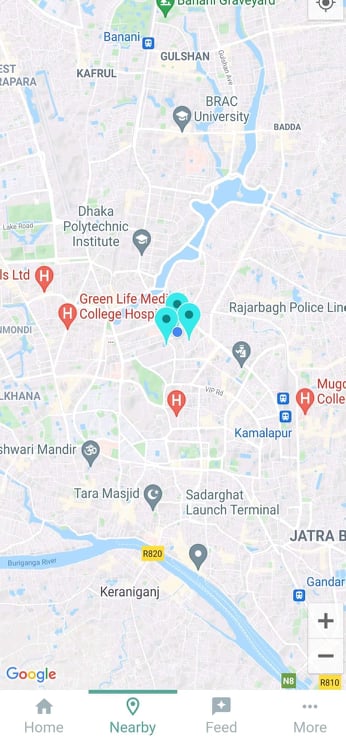 Banani Graveyard
Banani
GULSHAN
Gulshan Ave
EST
RAPARA
KAFRUL
BRAC
University
BADDA
Lake Road
Dhaka
Polytechnic
Institute
ls Ltd
Green Life Medi
College Hospi
Rajarbagh Police Line
NMONDI
VIP Rd
LKHANA
Mugd
Colle
Kamalapur
shwari Mandir
Tara Masjid
Sadarghat
Launch Terminal
JATRA B
R820
Buriganga River
Gandar
Keraniganj
+
−
Google
N8
R810
Home
Nearby
Feed
More